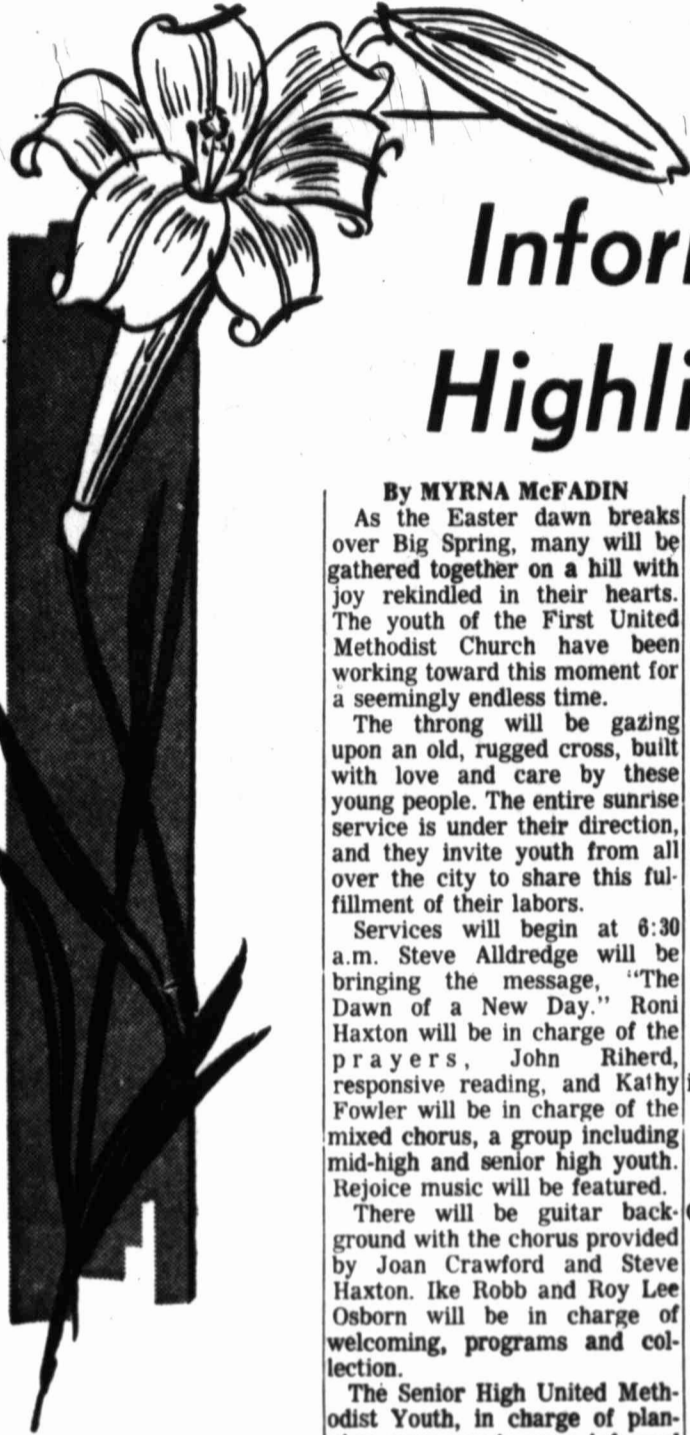 Infor
Highli
By MYRNA McFADIN
As the Easter dawn breaks
over Big Spring, many will be
gathered together on a hill with
joy rekindled in their hearts.
The youth of the First United
Methodist Church have been
working toward this moment for
a seemingly endless time.
The throng will be gazing
upon an old, rugged cross, built
with love and care by these
young people. The entire sunrise
service is under their direction,
and they invite youth from all
over the city to share this ful-
fillment of their labors.
Services will begin at 6:30
a.m. Steve Alldredge will be
bringing the message, "The
Dawn of a New Day." Roni
Haxton will be in charge of the
prayers, John Riherd,
responsive reading, and Kathy
Fowler will be in charge of the
mixed chorus, a group including
mid-high and senior high youth.
Rejoice music will be featured.
There will be guitar back-
ground with the chorus provided
by Joan Crawford and Steve
Haxton. Ike Robb and Roy Lee
Osborn will be in charge of
welcoming, programs and col-
lection.
The Senior High United Meth-
odist Youth, in charge of plan-